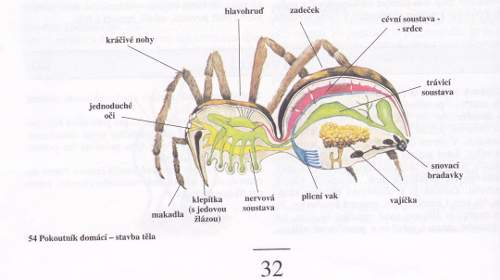 hlavohruď
zadeček
cévní soustava -
- srdce
kráčivé nohy
trávicí
soustava
jednoduché
oči
snovací
bradavky
makadla
klepítka
(s jedovou
žlázou)
nervová
soustava
plicní vak
vajíčka
54 Pokoutník domácí – stavba těla
32